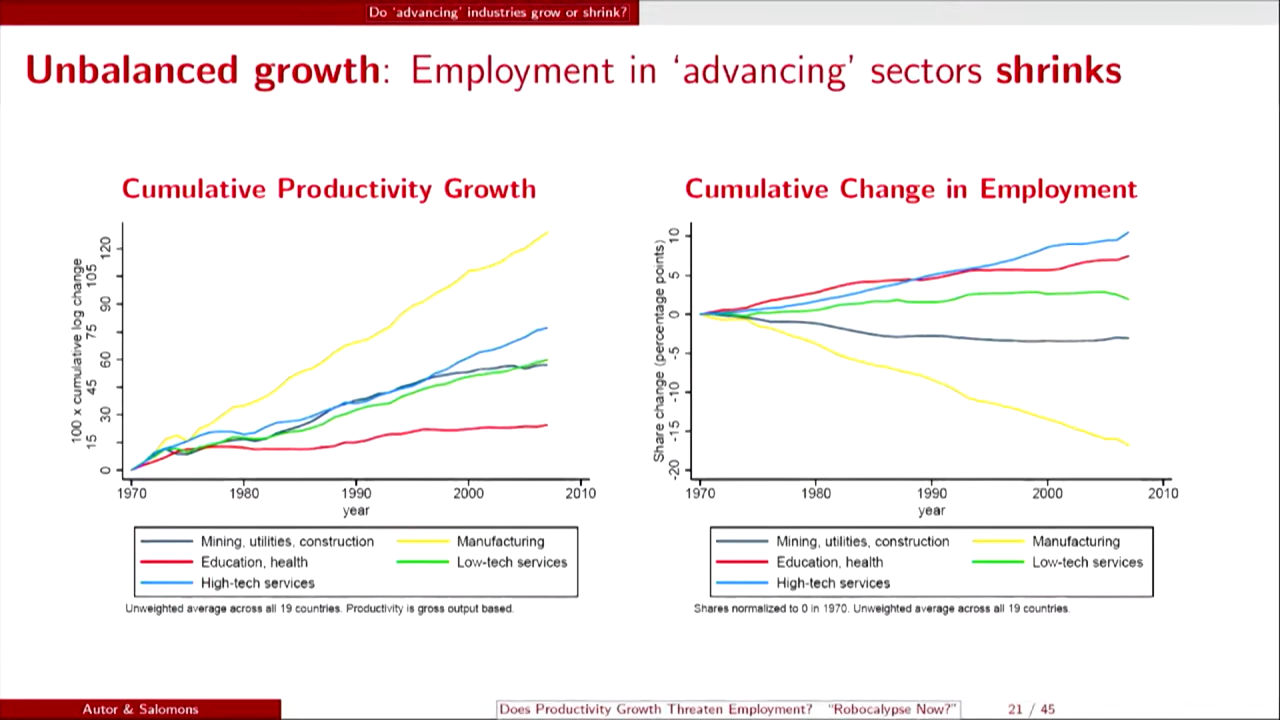 Do ‘advancing’ industries grow or shrink?
Unbalanced growth: Employment in ‘advancing’ sectors shrinks
Cumulative Productivity Growth
100 x cumulative log change
0 15 30 45 60 75 90 105 120
1970 1980 1990 2000 2010
year
Mining, utilities, construction Manufacturing
Education, health Low-tech services
High-tech services
Unweighted average across all 19 countries. Productivity is gross output based.
Cumulative Change in Employment
Share change (percentage points)
-20 -15 -10 -5 0 5 10
1970 1980 1990 2000 2010
year
Mining, utilities, construction Manufacturing
Education, health Low-tech services
High-tech services
Shares normalized to 0 in 1970. Unweighted average across all 19 countries.
Autor & Salomons Does Productivity Growth Threaten Employment? “Robocalypse Now?” 21 / 45